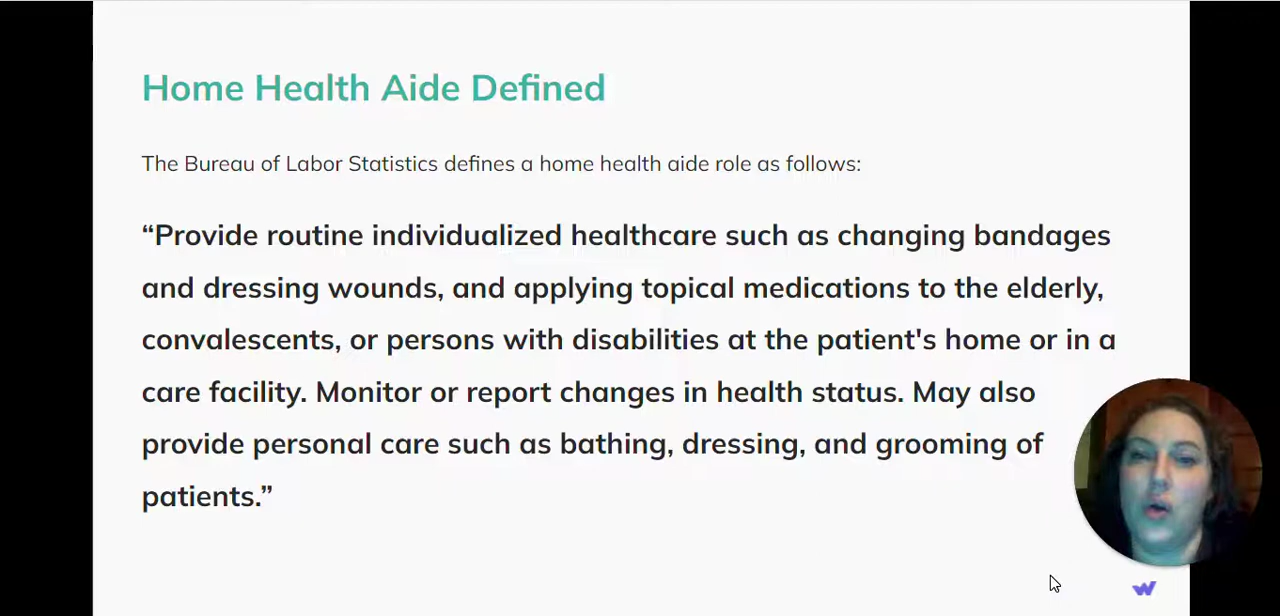 Home Health Aide Defined
The Bureau of Labor Statistics defines a home health aide role as follows:
“Provide routine individualized healthcare such as changing bandages
and dressing wounds, and applying topical medications to the elderly,
convalescents, or persons with disabilities at the patient's home or in a
care facility. Monitor or report changes in health status. May also
provide personal care such as bathing, dressing, and grooming of
patients.”